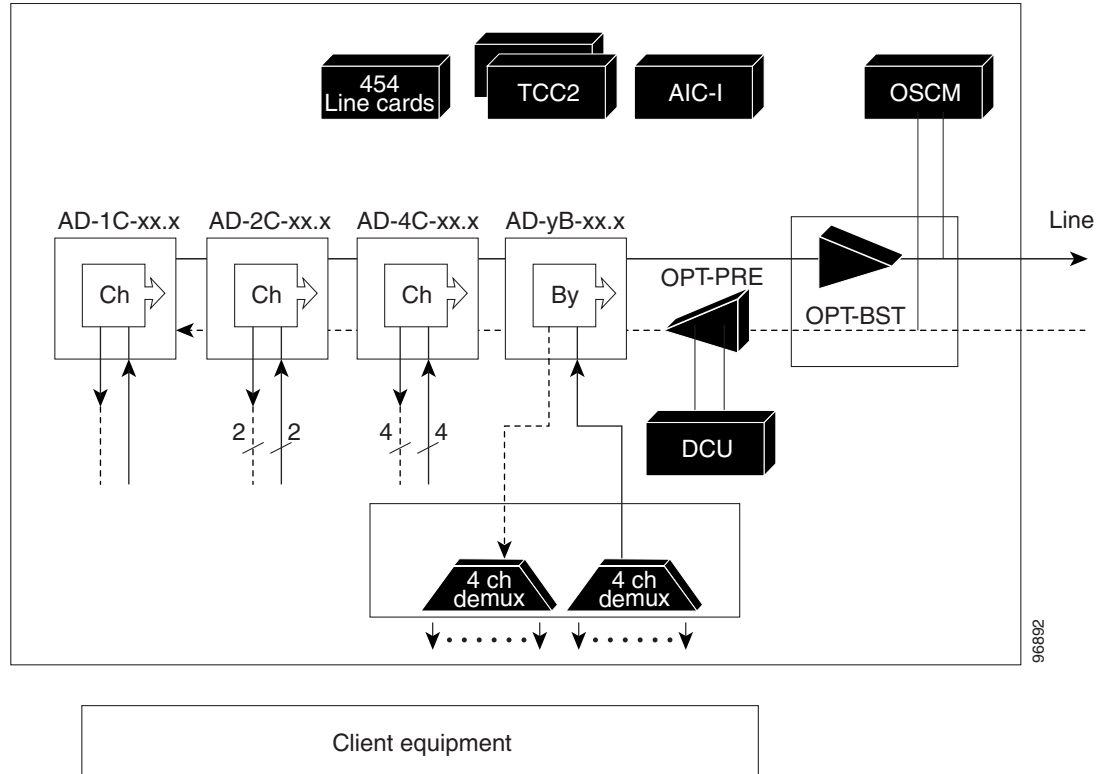 454
Line cards
TCC2
AIC-I
OSCM
AD-1C-xx.x
AD-2C-xx.x
AD-4C-xx.x
AD-yB-xx.x
Line
Ch
Ch
Ch
By
OPT-PRE
OPT-BST
2
2
4
4
DCU
4 ch
demux
4 ch
demux
96892
Client equipment